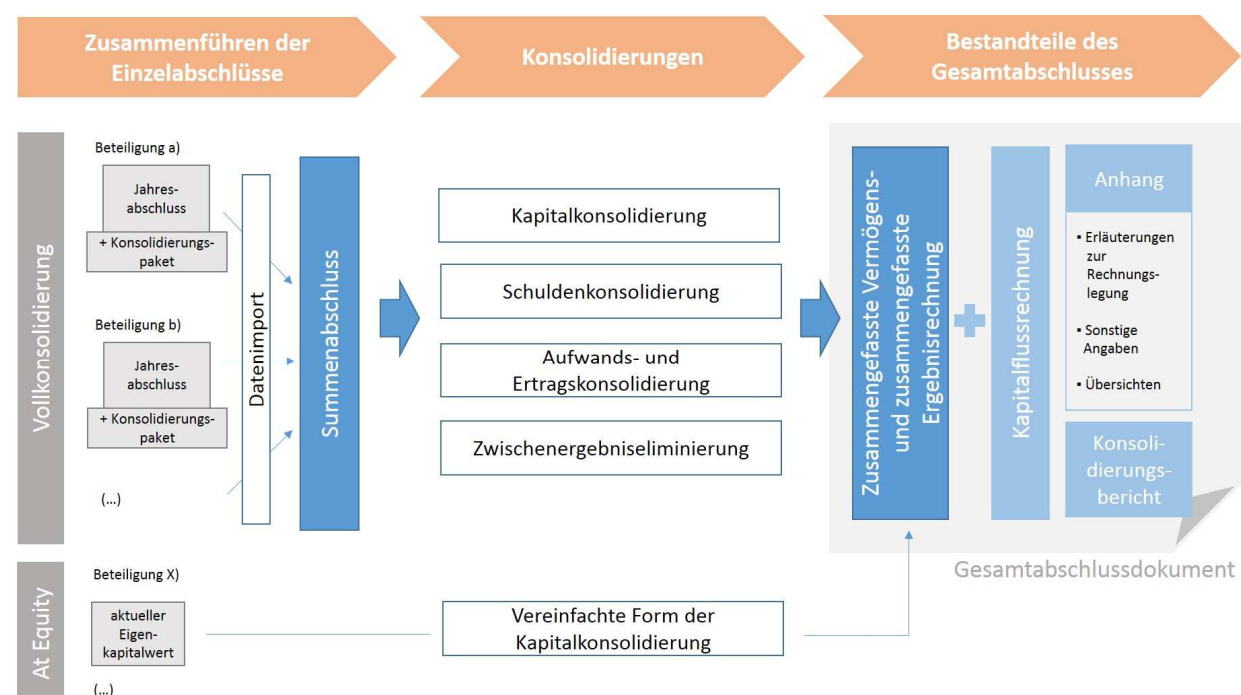 Zusammenführen der
Einzelabschlüsse
Konsolidierungen
Bestandteile des
Gesamtabschlusses
Vollkonsolidierung
Beteiligung a)
Jahres-
abschluss
+ Konsolidierungs-
paket
Beteiligung b)
Jahres-
abschluss
+ Konsolidierungs-
paket
(...)
Datenimport
Summenabschluss
Kapitalkonsolidierung
Schuldenkonsolidierung
Aufwands- und
Ertragskonsolidierung
Zwischenergebniseliminierung
Zusammengefasste Vermögens-
und zusammengefasste
Ergebnisrechnung
Kapitalflussrechnung
Anhang
▪ Erläuterungen
zur
Rechnungs-
legung
▪ Sonstige
Angaben
▪ Übersichten
Konsoli-
dierungs-
bericht
Gesamtabschlussdokument
At Equity
Beteiligung X)
aktueller
Eigen-
kapitalwert
(...)
Vereinfachte Form der
Kapitalkonsolidierung